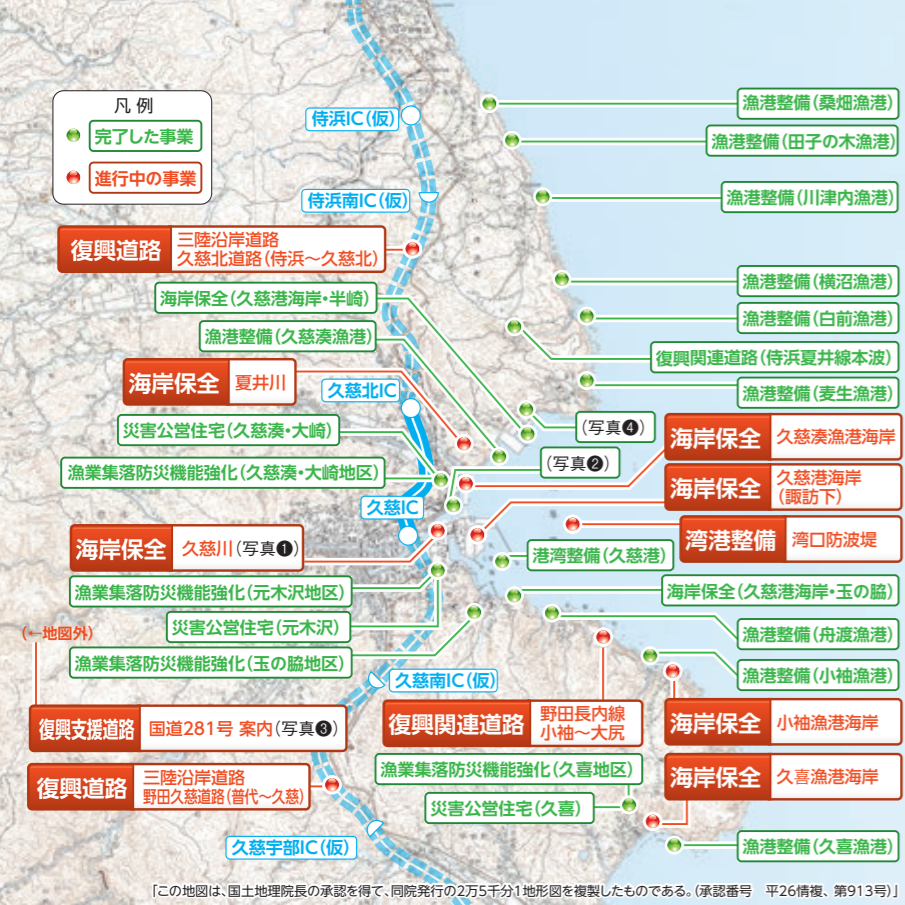 凡例
完了した事業
進行中の事業
侍浜IC(仮)
侍浜南IC(仮)
復興道路
三陸沿岸道路
久慈北道路(侍浜～久慈北)
海岸保全(久慈港海岸・半崎)
漁港整備(久慈湊漁港)
海岸保全
夏井川
久慈北IC
災害公営住宅(久慈湊・大崎)
漁業集落防災機能強化(久慈湊・大崎地区)
久慈IC
海岸保全
久慈川(写真❶)
漁業集落防災機能強化(元木沢地区)
災害公営住宅(元木沢)
(←地図外)
漁業集落防災機能強化(玉の脇地区)
久慈南IC(仮)
復興支援道路
国道281号 案内(写真❸)
復興道路
三陸沿岸道路
野田久慈道路(普代～久慈)
久慈宇部IC(仮)
漁港整備(桑畑漁港)
漁港整備(田子の木漁港)
漁港整備(川津内漁港)
漁港整備(横沼漁港)
漁港整備(白前漁港)
復興関連道路(侍浜夏井線本波)
漁港整備(麦生漁港)
(写真❹)
(写真❷)
海岸保全
久慈湊漁港海岸
海岸保全
久慈港海岸
(諏訪下)
湾港整備
湾口防波堤
港湾整備(久慈港)
海岸保全(久慈港海岸・玉の脇)
漁港整備(舟渡漁港)
漁港整備(小袖漁港)
復興関連道路
野田長内線
小袖～大尻
海岸保全
小袖漁港海岸
漁業集落防災機能強化(久喜地区)
海岸保全
久喜漁港海岸
災害公営住宅(久喜)
漁港整備(久喜漁港)
「この地図は、国土地理院長の承認を得て、同院発行の2万5千分1地形図を複製したものである。(承認番号　平26情複、第913号)」